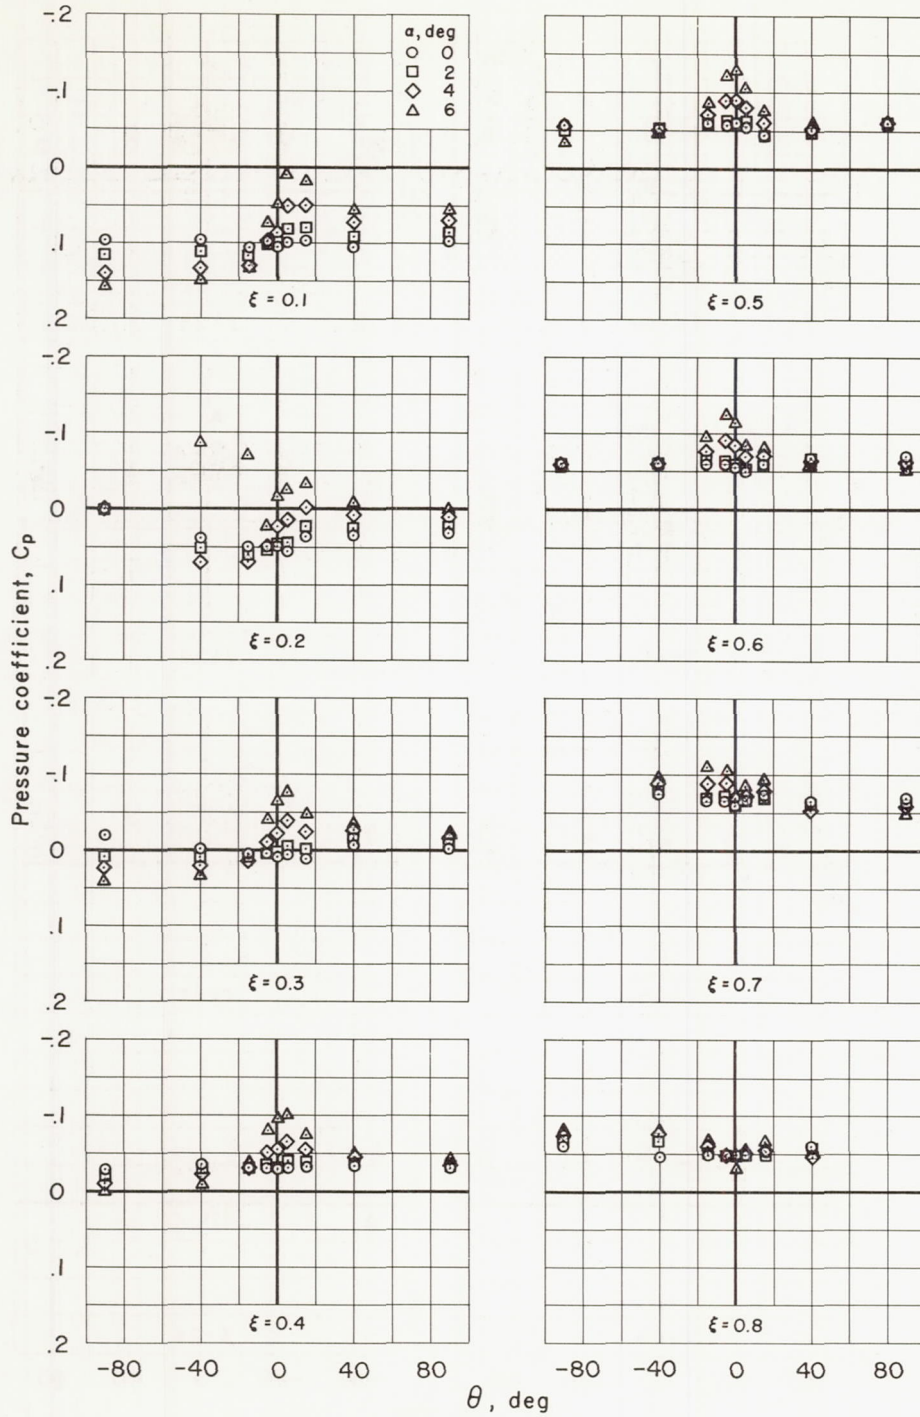 Pressure coefficient, Cp
α, deg
0
2
4
6
-.2
-.1
0
.1
.2
ξ = 0.1
-.2
-.1
0
.1
.2
ξ = 0.2
-.2
-.1
0
.1
.2
ξ = 0.3
-.2
-.1
0
.1
.2
ξ = 0.4
-80 -40 0 40 80
ξ = 0.5
ξ = 0.6
ξ = 0.7
ξ = 0.8
-80 -40 0 40 80
θ, deg